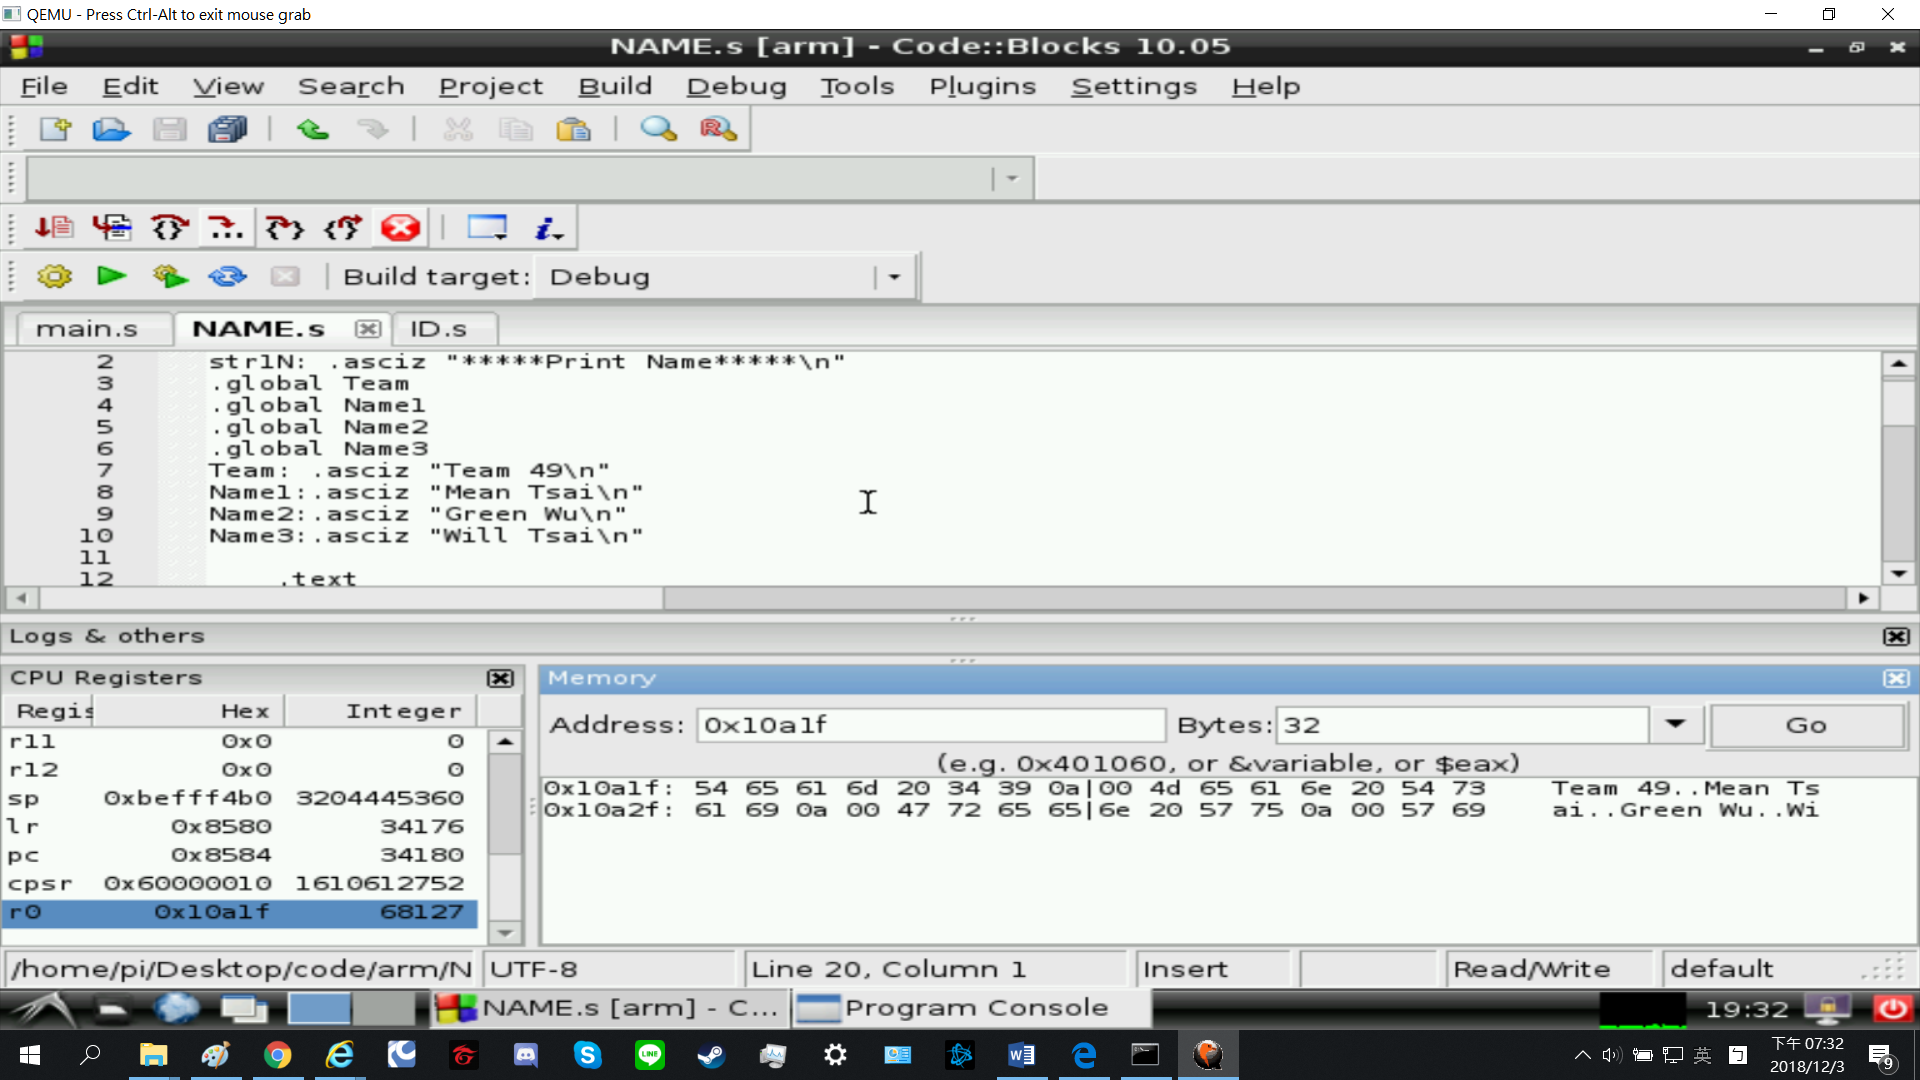 QEMU - Press Ctrl-Alt to exit mouse grab
NAME.s [arm] - Code::Blocks 10.05
File Edit View Search Project Build Debug Tools Plugins Settings Help
Build target: Debug
main.s NAME.s ID.s
2 str1N: .asciz "*****Print Name*****\n"
3 .global Team
4 .global Name1
5 .global Name2
6 .global Name3
7 Team: .asciz "Team 49\n"
8 Name1:.asciz "Mean Tsai\n"
9 Name2:.asciz "Green Wu\n"
10 Name3:.asciz "Will Tsai\n"
11
12 .text
Logs & others
CPU Registers
Regis Hex Integer
r11 0x0 0
r12 0x0 0
sp 0xbefff4b0 3204445360
lr 0x8580 34176
pc 0x8584 34180
cpsr 0x60000010 1610612752
r0 0x10a1f 68127
Memory
Address: 0x10a1f Bytes: 32 Go
(e.g. 0x401060, or &variable, or $eax)
0x10a1f: 54 65 61 6d 20 34 39 0a|00 4d 65 61 6e 20 54 73 Team 49..Mean Ts
0x10a2f: 61 69 0a 00 47 72 65 65|6e 20 57 75 0a 00 57 69 ai..Green Wu..Wi
/home/pi/Desktop/code/arm/N UTF-8 Line 20, Column 1 Insert Read/Write default
NAME.s [arm] - C... Program Console 19:32
英 下午 07:32
2018/12/3
9